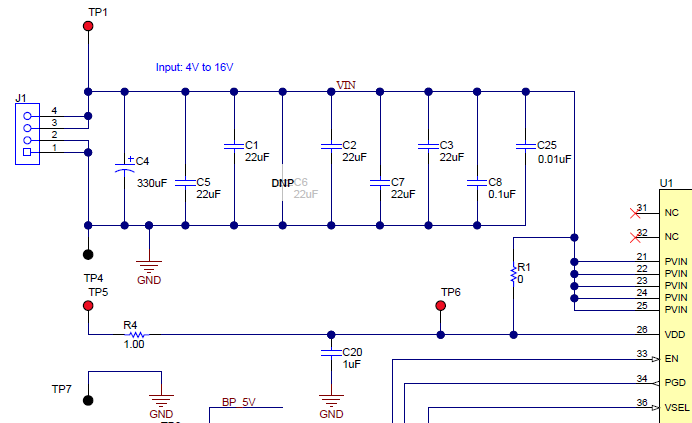 TP1
Input: 4V to 16V
J1
VIN
4
3
2
1
C4
330uF
C5
22uF
C1
22uF
DNP
C6
22uF
C2
22uF
C7
22uF
C3
22uF
C8
0.1uF
C25
0.01uF
U1
31 NC
32 NC
21 PVIN
22 PVIN
23 PVIN
24 PVIN
25 PVIN
26 VDD
33 EN
34 PGD
36 VSEL
R1
0
TP4
GND
TP5
TP6
R4
1.00
C20
1uF
TP7
GND
GND
BP_5V